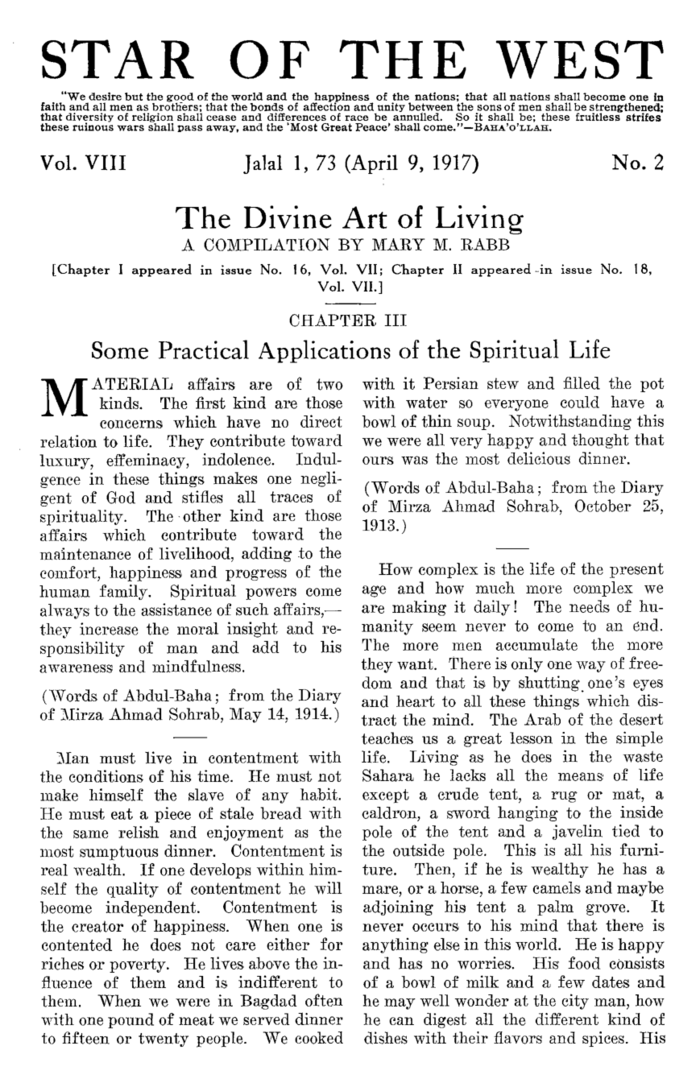 STAR OF THE WEST
"We desire but the good of the world and the happiness of the nations; that all nations shall become one in
faith and all men as brothers; that the bonds of affection and unity between the sons of men shall be strengthened;
that diversity of religion shall cease and differences of race be annulled. So it shall be; these fruitless strifes
these ruinous wars shall pass away, and the 'Most Great Peace' shall come."—BAHA'O'LLAH.
Vol. VIII Jalal 1, 73 (April 9, 1917) No. 2
The Divine Art of Living
A COMPILATION BY MARY M. RABB
[Chapter I appeared in issue No. 16, Vol. VII; Chapter II appeared in issue No. 18,
Vol. VII.]
CHAPTER III
Some Practical Applications of the Spiritual Life
MATERIAL affairs are of two
kinds. The first kind are those
concerns which have no direct
relation to life. They contribute toward
luxury, effeminacy, indolence. Indul-
gence in these things makes one negli-
gent of God and stifles all traces of
spirituality. The other kind are those
affairs which contribute toward the
maintenance of livelihood, adding to the
comfort, happiness and progress of the
human family. Spiritual powers come
always to the assistance of such affairs,—
they increase the moral insight and re-
sponsibility of man and add to his
awareness and mindfulness.
(Words of Abdul-Baha; from the Diary
of Mirza Ahmad Sohrab, May 14, 1914.)
Man must live in contentment with
the conditions of his time. He must not
make himself the slave of any habit.
He must eat a piece of stale bread with
the same relish and enjoyment as the
most sumptuous dinner. Contentment is
real wealth. If one develops within him-
self the quality of contentment he will
become independent. Contentment is
the creator of happiness. When one is
contented he does not care either for
riches or poverty. He lives above the in-
fluence of them and is indifferent to
them. When we were in Bagdad often
with one pound of meat we served dinner
to fifteen or twenty people. We cooked
with it Persian stew and filled the pot
with water so everyone could have a
bowl of thin soup. Notwithstanding this
we were all very happy and thought that
ours was the most delicious dinner.
(Words of Abdul-Baha; from the Diary
of Mirza Ahmad Sohrab, October 25,
1913.)
How complex is the life of the present
age and how much more complex we
are making it daily! The needs of hu-
manity seem never to come to an end.
The more men accumulate the more
they want. There is only one way of free-
dom and that is by shutting one's eyes
and heart to all these things which dis-
tract the mind. The Arab of the desert
teaches us a great lesson in the simple
life. Living as he does in the waste
Sahara he lacks all the means of life
except a crude tent, a rug or mat, a
caldron, a sword hanging to the inside
pole of the tent and a javelin tied to
the outside pole. This is all his furni-
ture. Then, if he is wealthy he has a
mare, or a horse, a few camels and maybe
adjoining his tent a palm grove. It
never occurs to his mind that there is
anything else in this world. He is happy
and has no worries. His food consists
of a bowl of milk and a few dates and
he may well wonder at the city man, how
he can digest all the different kind of
dishes with their flavors and spices. His